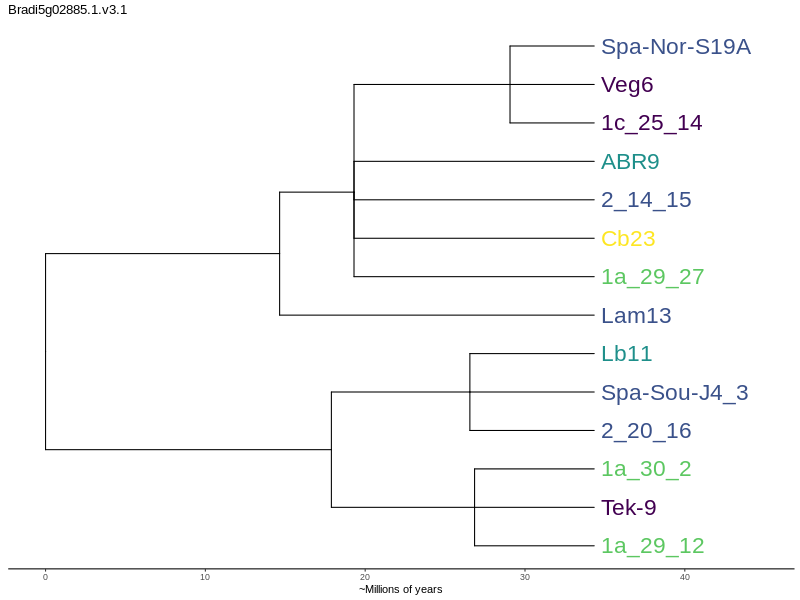 Bradi5g02885.1.v3.1
Spa-Nor-S19A
Veg6
1c_25_14
ABR9
2_14_15
Cb23
1a_29_27
Lam13
Lb11
Spa-Sou-J4_3
2_20_16
1a_30_2
Tek-9
1a_29_12
0 10 20 30 40
~Millions of years